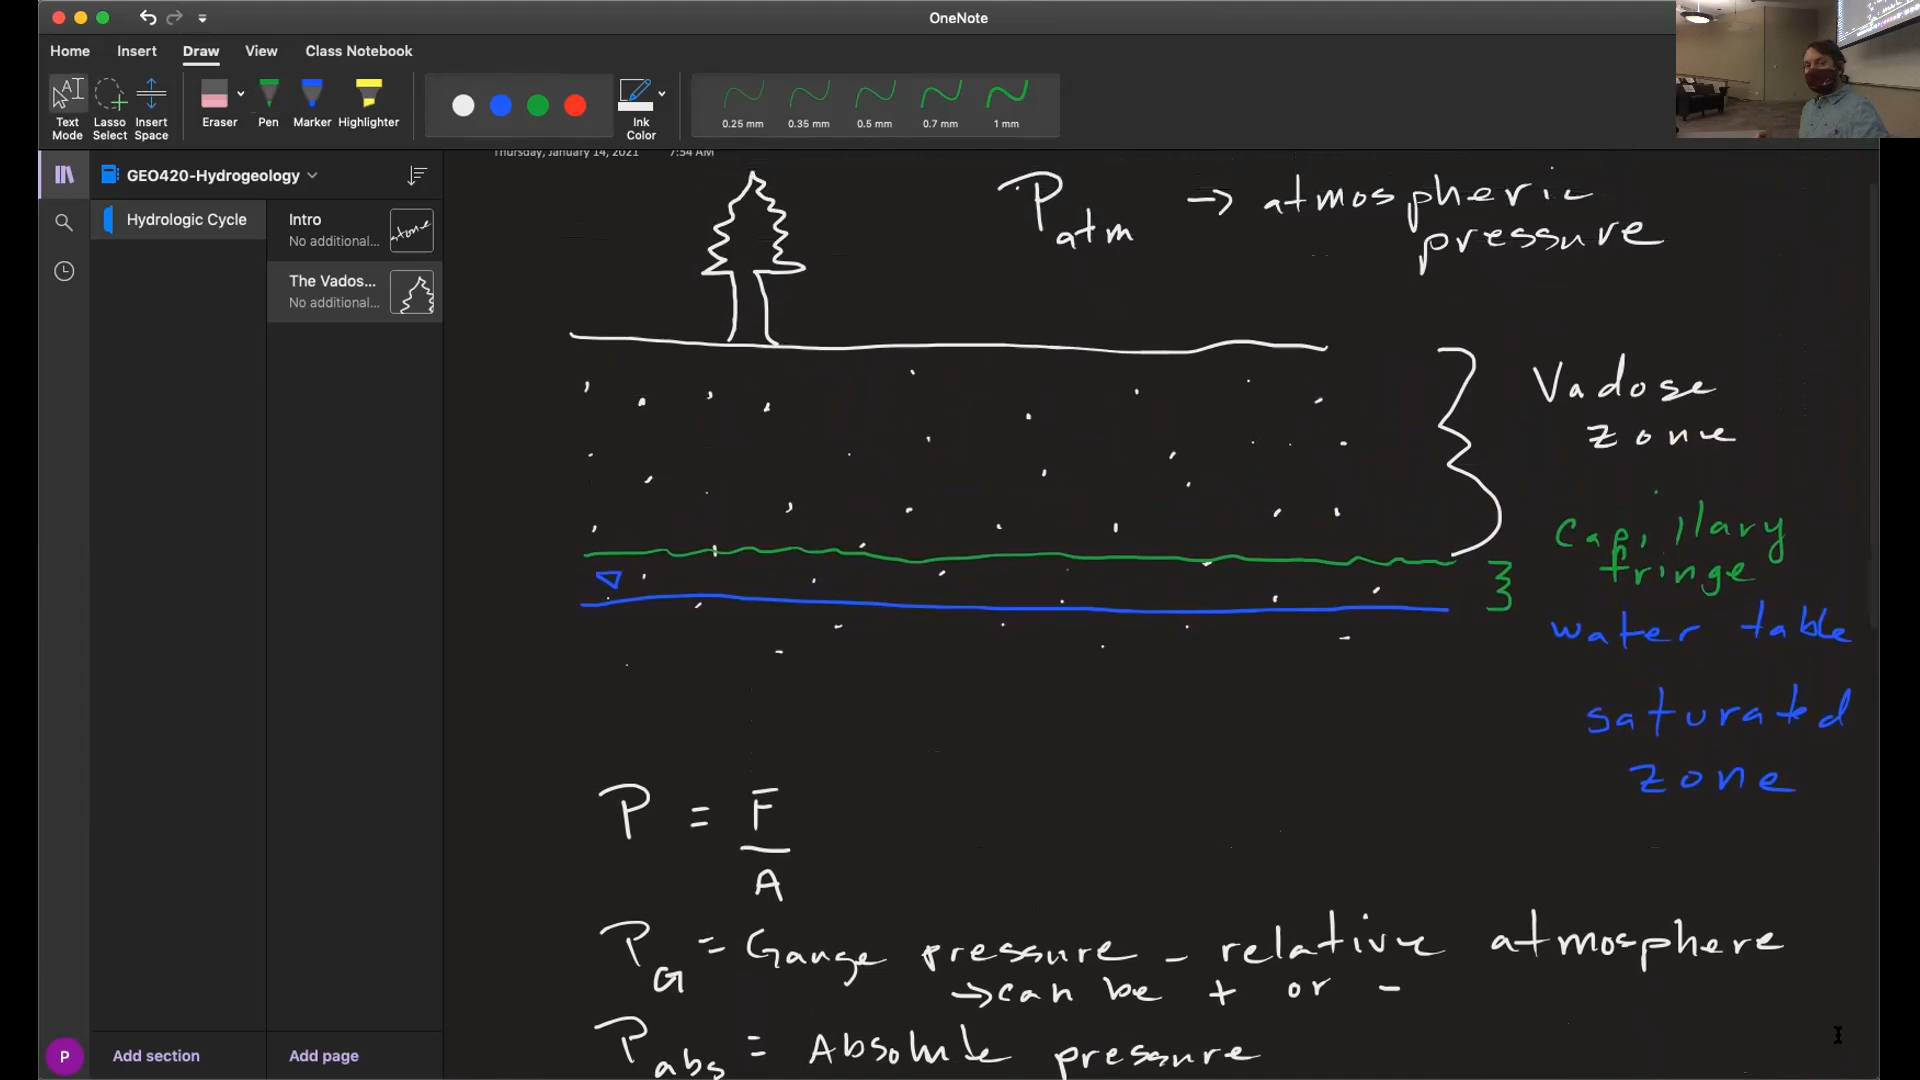 OneNote
Home Insert Draw View Class Notebook
Text Mode
Lasso Select
Insert Space
Eraser
Pen
Marker
Highlighter
Ink Color
0.25 mm 0.35 mm 0.5 mm 0.7 mm 1 mm
GEO420-Hydrogeology
Hydrologic Cycle
Intro
No additional...
The Vados...
No additional...
Thursday, January 14, 2021 7:54 AM
P atm → atmospheric
pressure
Vadose
zone
Capillary
fringe
water table
saturated
zone
P = F
A
P G = Gauge pressure - relative atmosphere
→ can be + or -
P abs = Absolute pressure
P
Add section
Add page